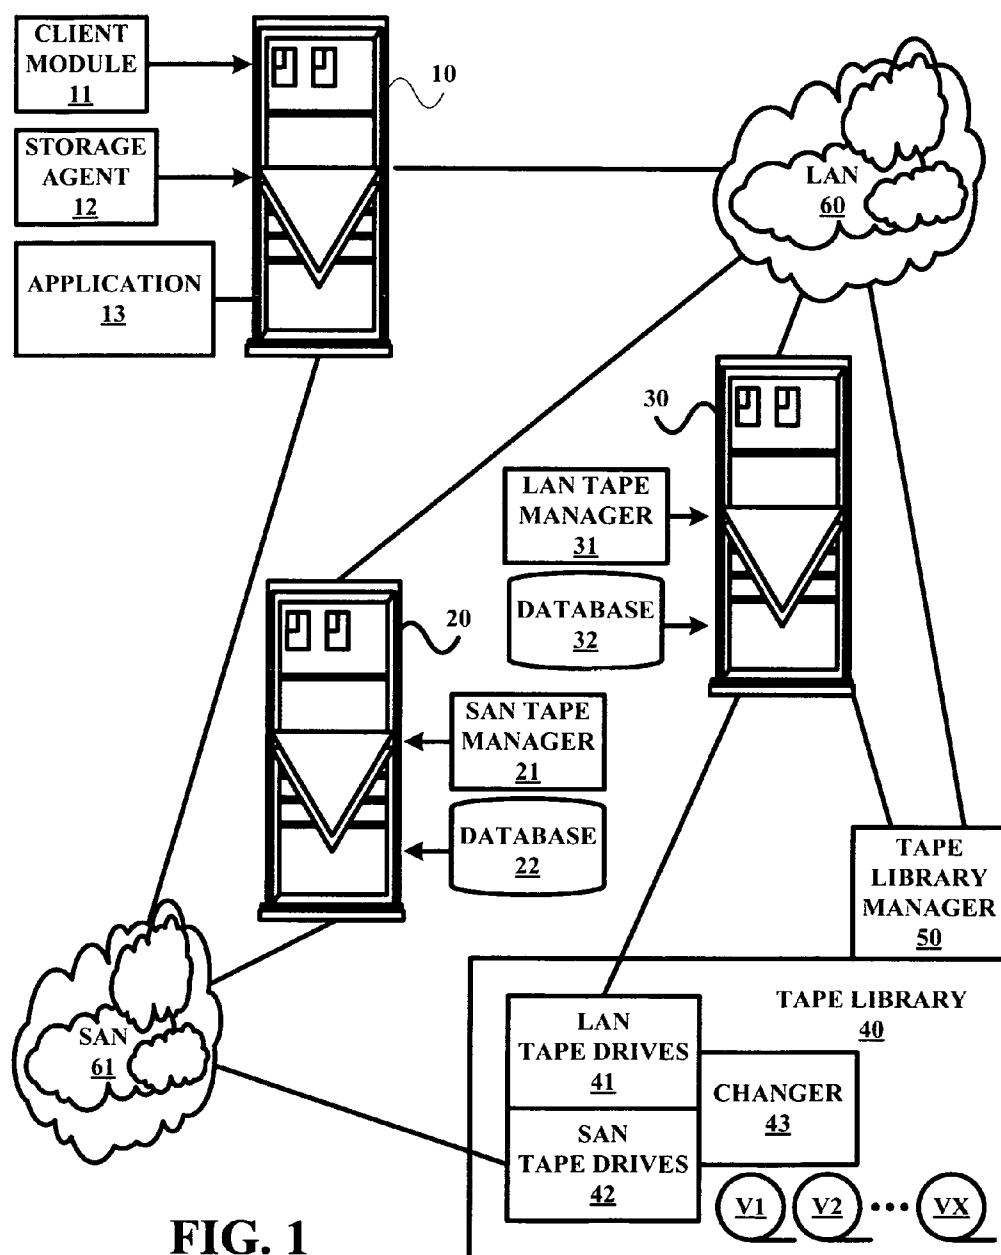 CLIENT
MODULE
11
10
STORAGE
AGENT
12
LAN
60
APPLICATION
13
30
LAN TAPE
MANAGER
31
DATABASE
32
20
SAN TAPE
MANAGER
21
DATABASE
22
TAPE
LIBRARY
MANAGER
50
TAPE LIBRARY
40
LAN
TAPE DRIVES
41
SAN
61
CHANGER
43
SAN
TAPE DRIVES
42
V1 V2 ••• VX
FIG. 1